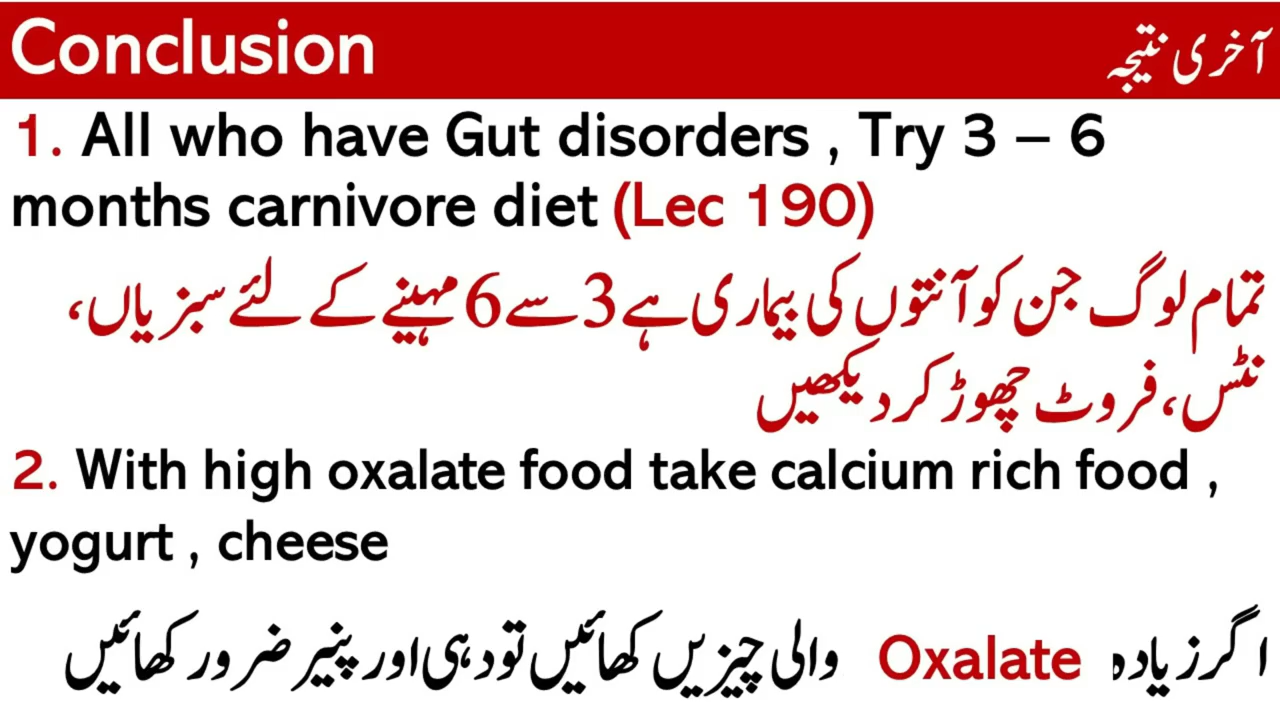 Conclusion آخری نتیجہ
1. All who have Gut disorders , Try 3 – 6
months carnivore diet (Lec 190)
تمام لوگ جن کو آنتوں کی بیماری ہے 3 سے 6 مہینے کے لئے سبزیاں،
نٹس، فروٹ چھوڑ کر دیکھیں
2. With high oxalate food take calcium rich food ,
yogurt , cheese
اگر زیادہ Oxalate والی چیزیں کھائیں تو دہی اور پنیر ضرور کھائیں